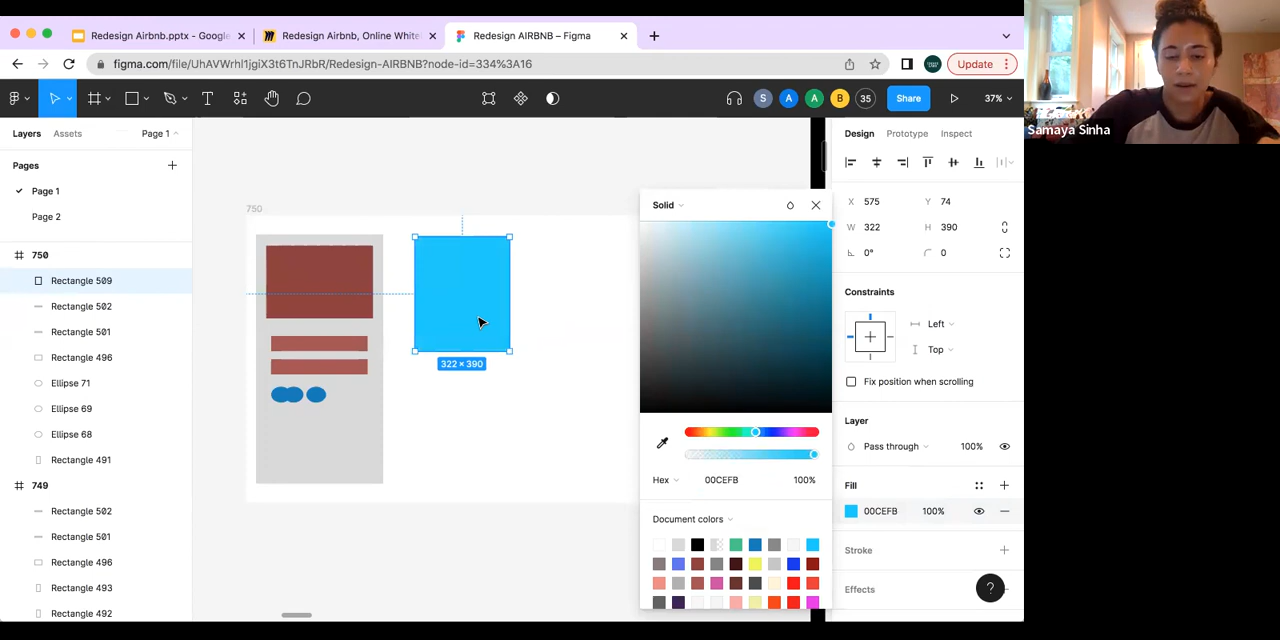 Redesign Airbnb.pptx - Google
Redesign Airbnb, Online White
Redesign AIRBNB – Figma
figma.com/file/UhAVWrhl1jgiX3t6TnJRbR/Redesign-AIRBNB?node-id=334%3A16
Update
S A A B 35
Share
37%
Samaya Sinha
Layers Assets Page 1
Pages
Page 1
Page 2
750
Rectangle 509
Rectangle 502
Rectangle 501
Rectangle 496
Ellipse 71
Ellipse 69
Ellipse 68
Rectangle 491
749
Rectangle 502
Rectangle 501
Rectangle 496
Rectangle 493
Rectangle 492
750
322 × 390
Solid
Hex 00CEFB 100%
Document colors
Design Prototype Inspect
X 575 Y 74
W 322 H 390
0° 0
Constraints
Left
Top
Fix position when scrolling
Layer
Pass through 100%
Fill
00CEFB 100%
Stroke
Effects
?